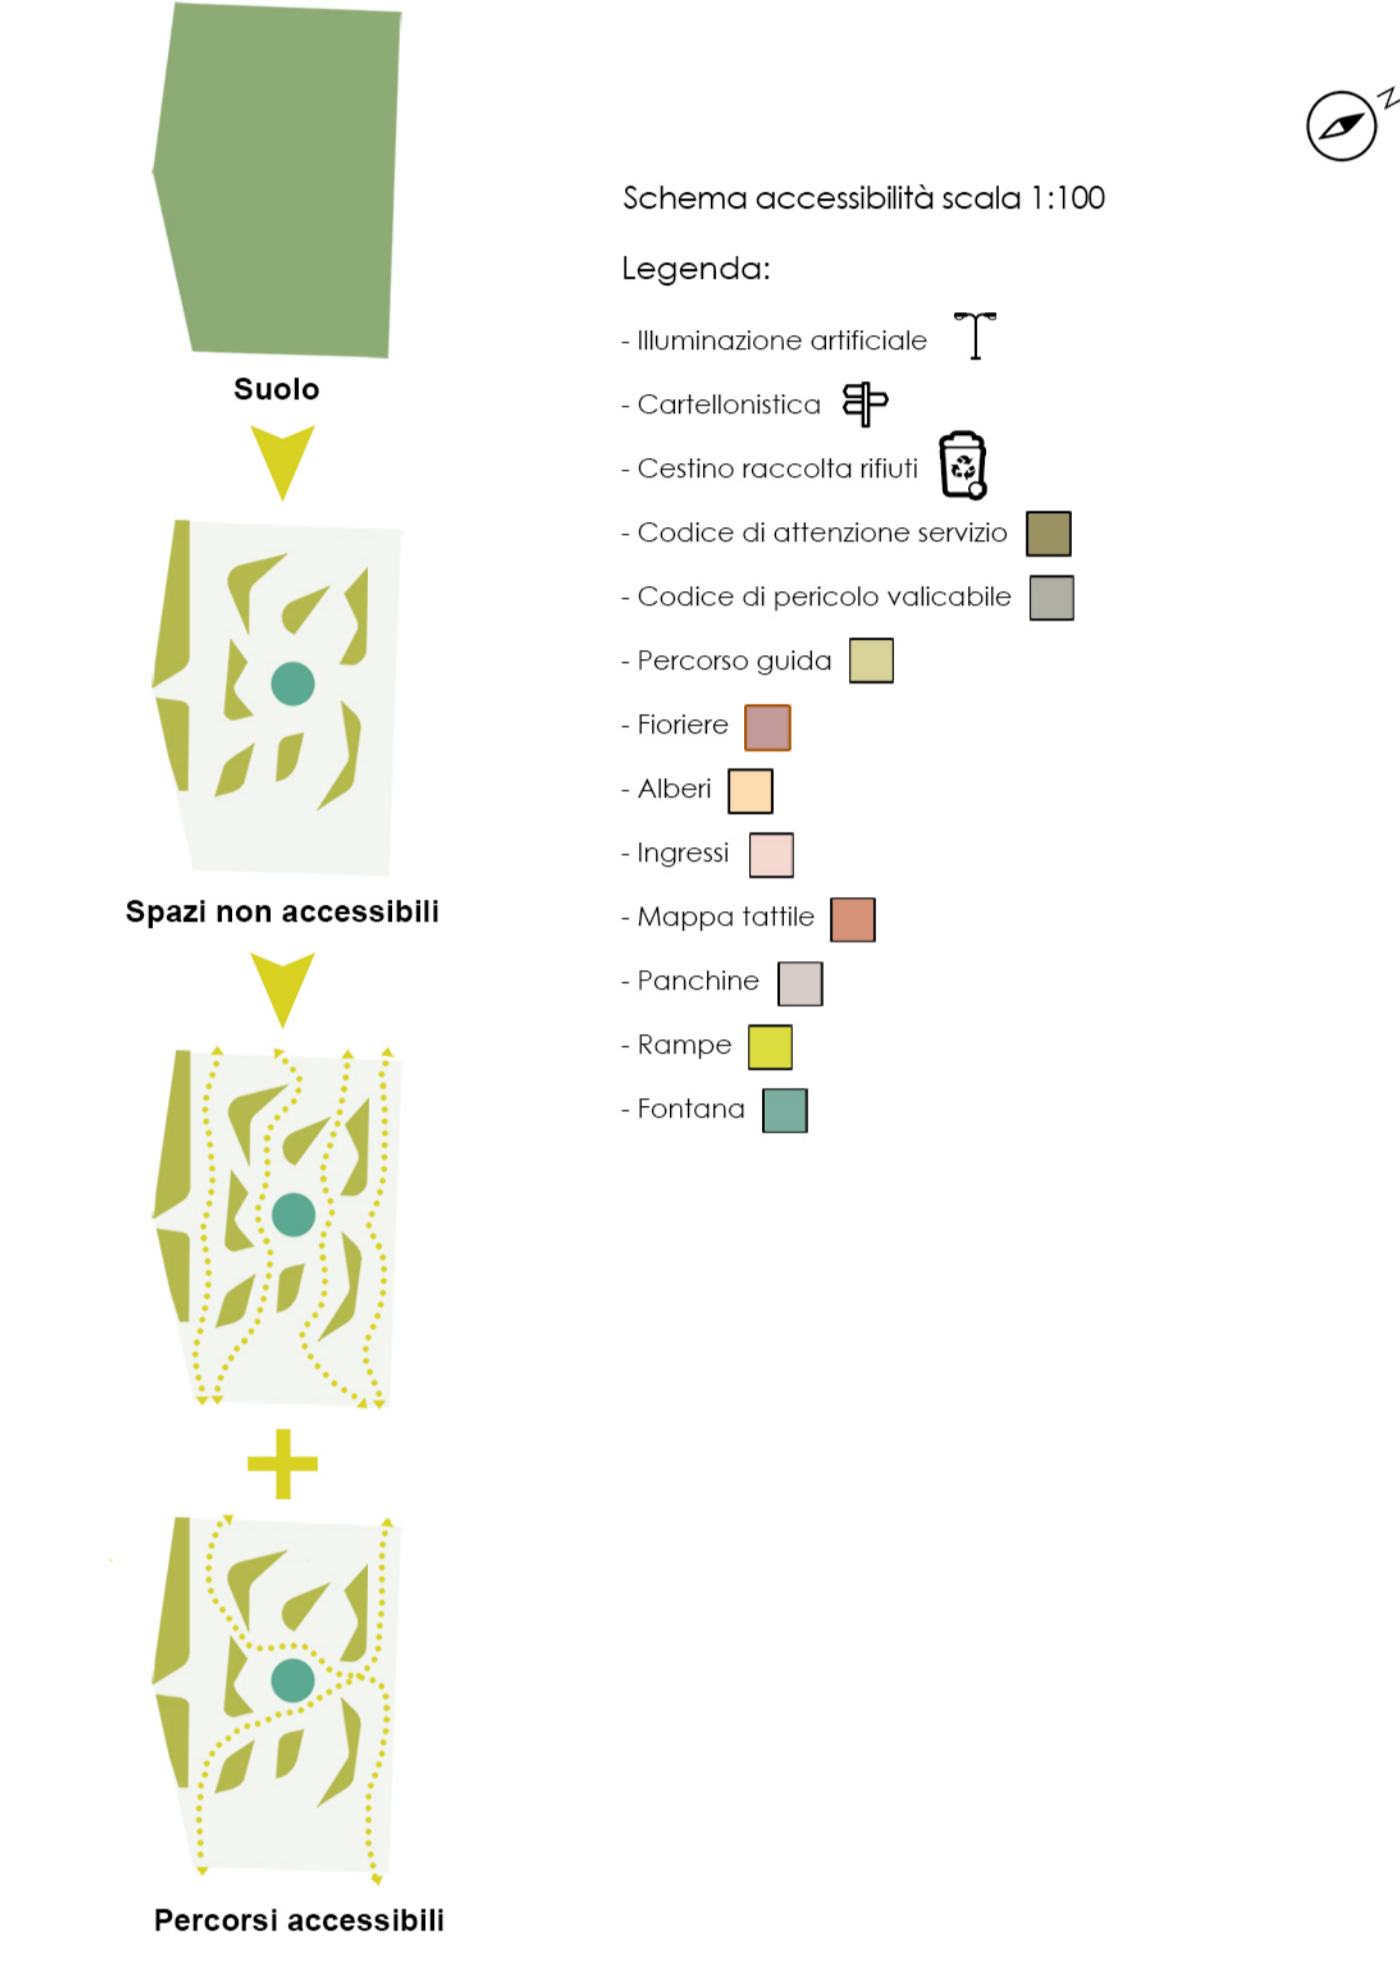 N
Schema accessibilità scala 1:100
Legenda:
- Illuminazione artificiale
- Cartellonistica
- Cestino raccolta rifiuti
- Codice di attenzione servizio
- Codice di pericolo valicabile
- Percorso guida
- Fioriere
- Alberi
- Ingressi
- Mappa tattile
- Panchine
- Rampe
- Fontana
Suolo
Spazi non accessibili
Percorsi accessibili